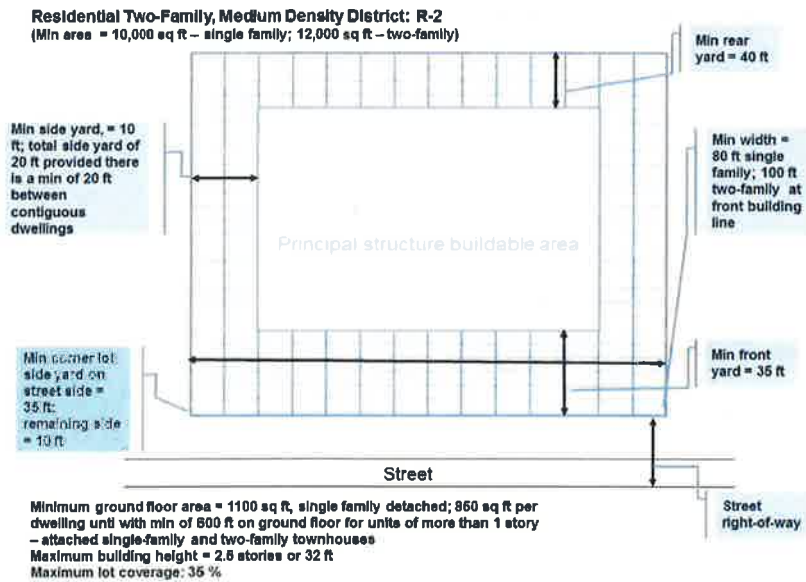 Residential Two-Family, Medium Density District: R-2
(Min area = 10,000 sq ft – single family; 12,000 sq ft – two-family)
Min rear
yard = 40 ft
Min side yard, = 10
ft; total side yard of
20 ft provided there
is a min of 20 ft
between
contiguous
dwellings
Min width =
80 ft single
family; 100 ft
two-family at
front building
line
Principal structure buildable area
Min corner lot
side yard on
street side =
35 ft;
remaining side
= 10 ft
Min front
yard = 35 ft
Street
Street
right-of-way
Minimum ground floor area = 1100 sq ft, single family detached; 850 sq ft per
dwelling unti with min of 600 ft on ground floor for units of more than 1 story
– attached single-family and two-family townhouses
Maximum building height = 2.5 stories or 32 ft
Maximum lot coverage: 35 %